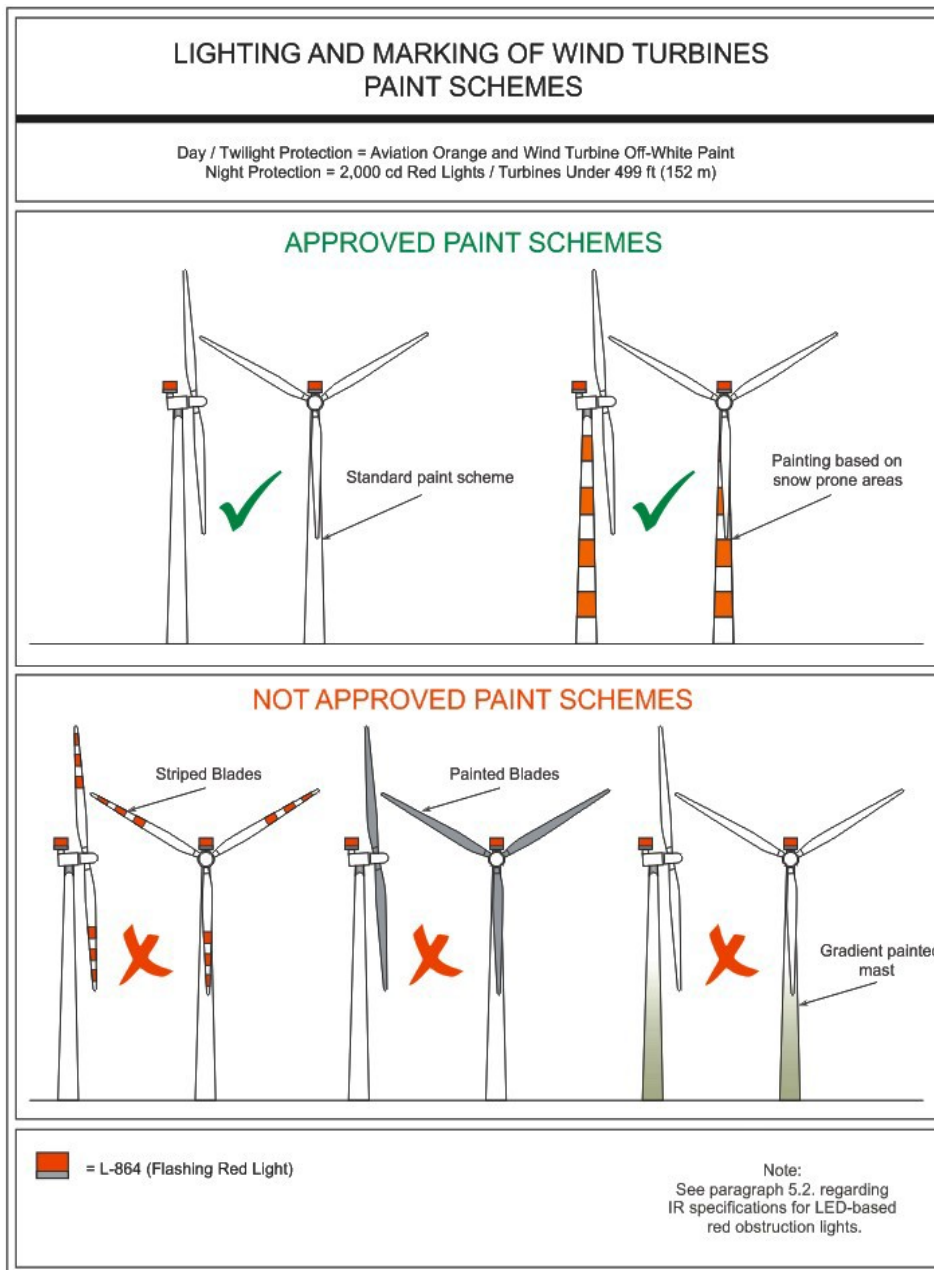 LIGHTING AND MARKING OF WIND TURBINES
PAINT SCHEMES
Day / Twilight Protection = Aviation Orange and Wind Turbine Off-White Paint
Night Protection = 2,000 cd Red Lights / Turbines Under 499 ft (152 m)
APPROVED PAINT SCHEMES
Standard paint scheme
Painting based on
snow prone areas
NOT APPROVED PAINT SCHEMES
Striped Blades
Painted Blades
Gradient painted
mast
= L-864 (Flashing Red Light)
Note:
See paragraph 5.2. regarding
IR specifications for LED-based
red obstruction lights.